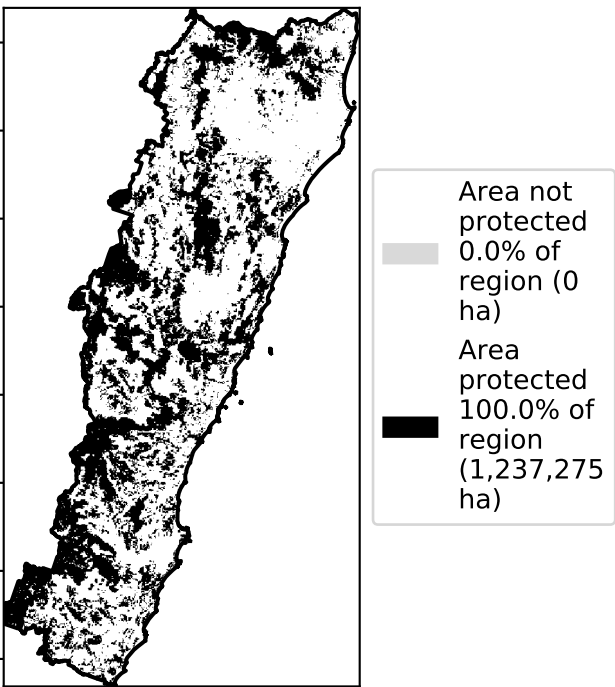 Area not
protected
0.0% of
region (0
ha)
Area
protected
100.0% of
region
(1,237,275
ha)